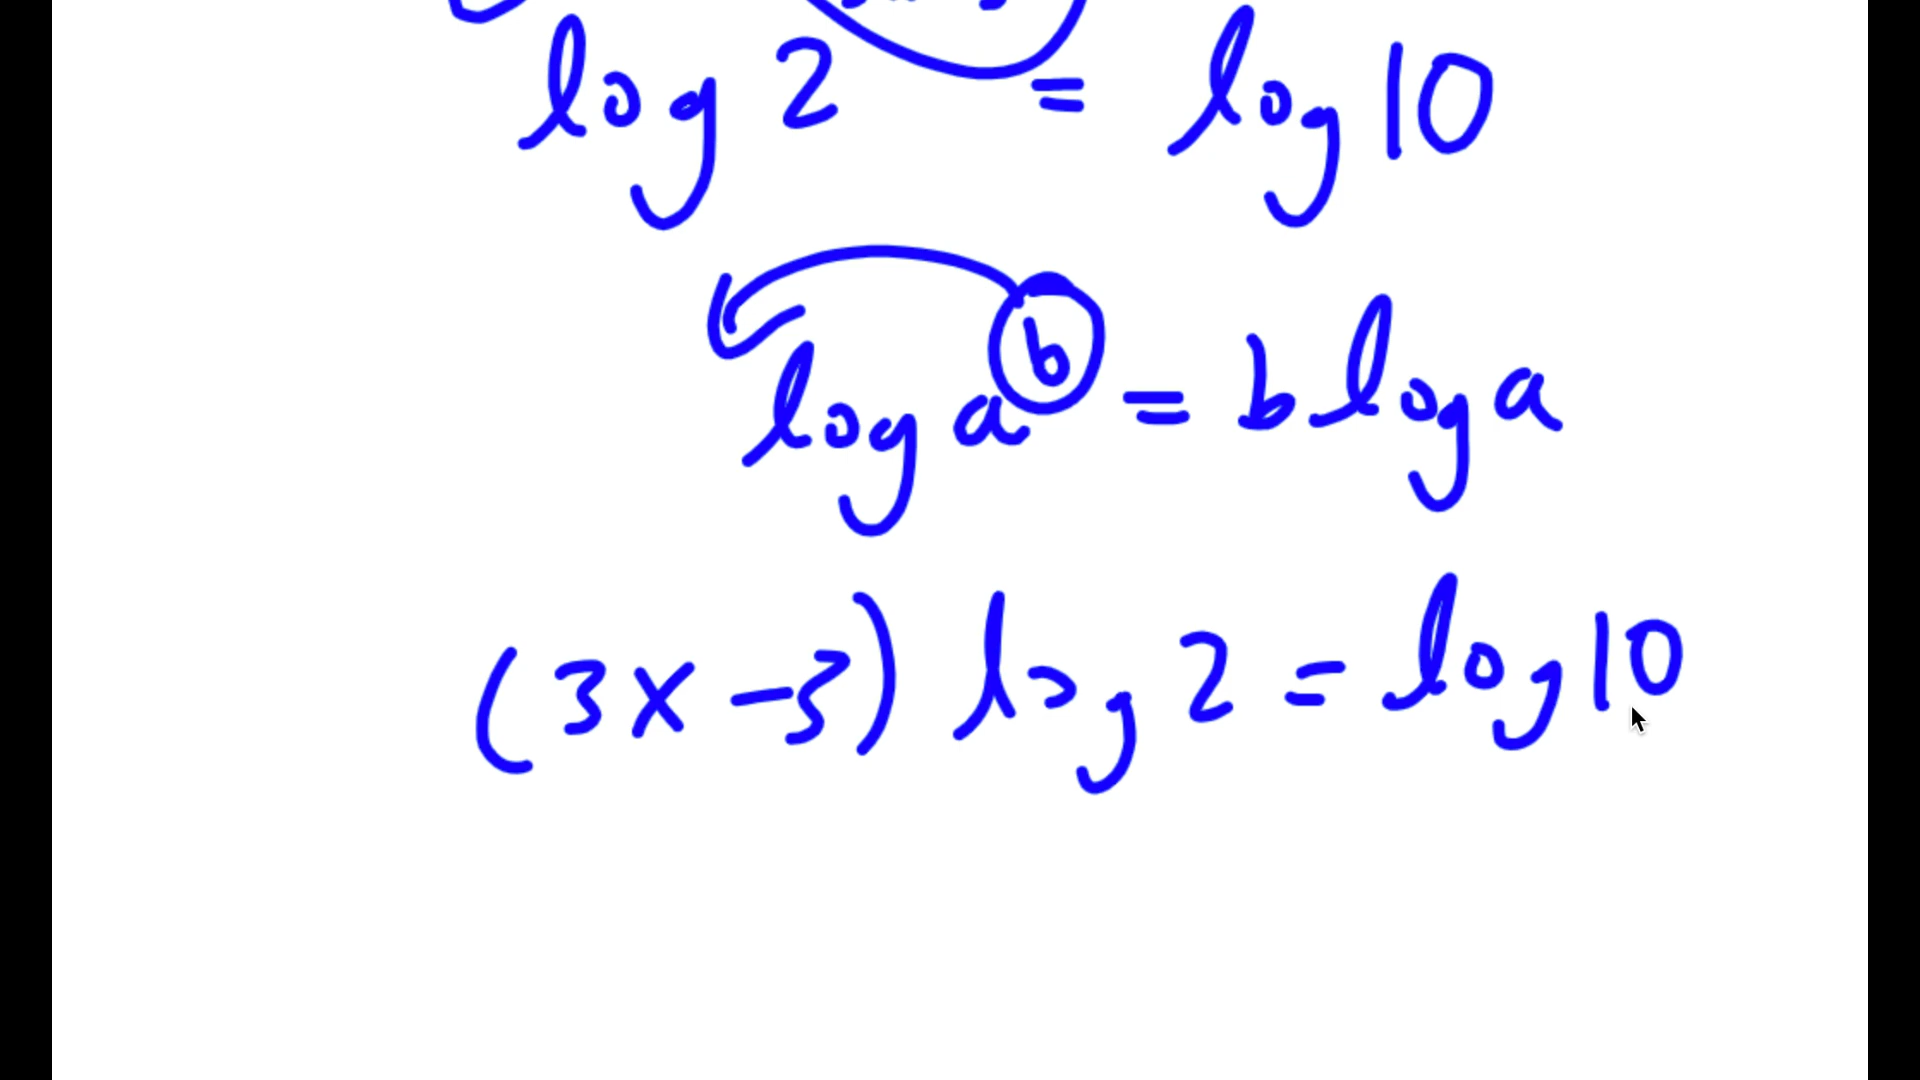 log 2 = log 10
log a^b = b log a
(3x - 3) log 2 = log 10